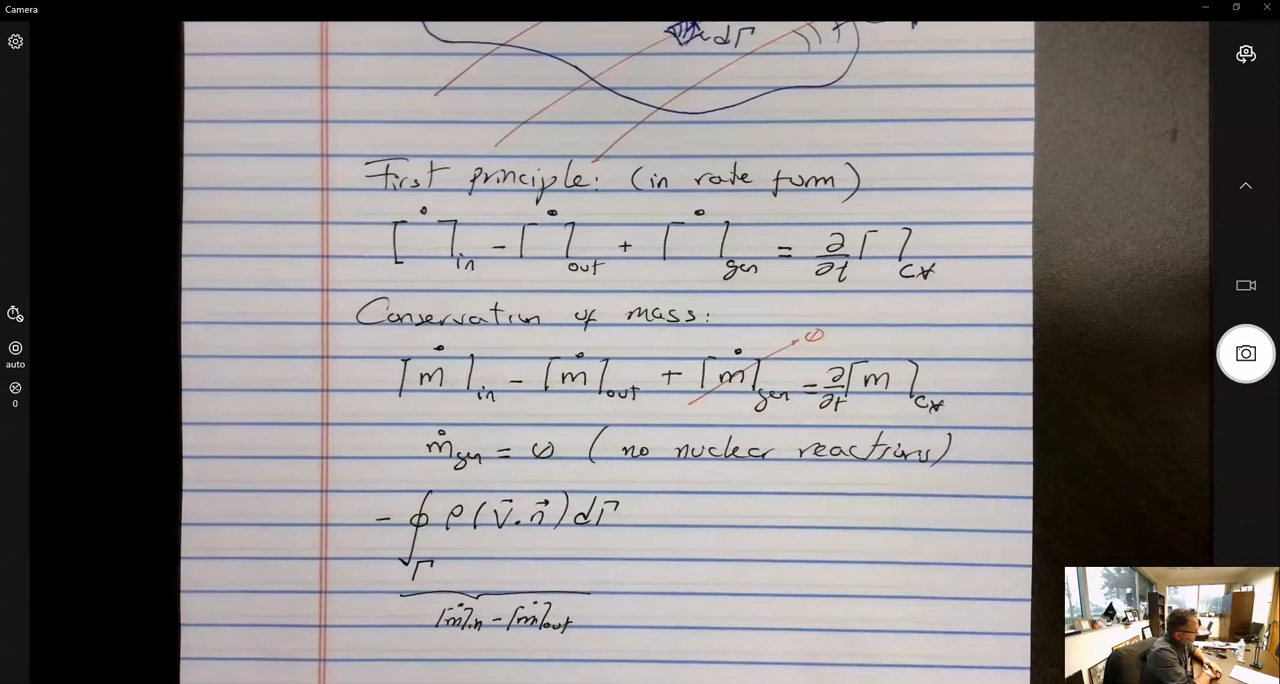 Camera
dΓ
First principle: (in rate form)
[ ˙ ]in - [ ˙ ]out + [ ˙ ]gen = ∂/∂t [ ]cV̶
Conservation of mass:
[ṁ]in - [ṁ]out + [ṁ]gen = ∂/∂t [m]cV̶
0
ṁgen = 0 (no nuclear reactions)
- ∮Γ ρ(v⃗.n⃗)dΓ
[ṁ]in - [ṁ]out
auto
0